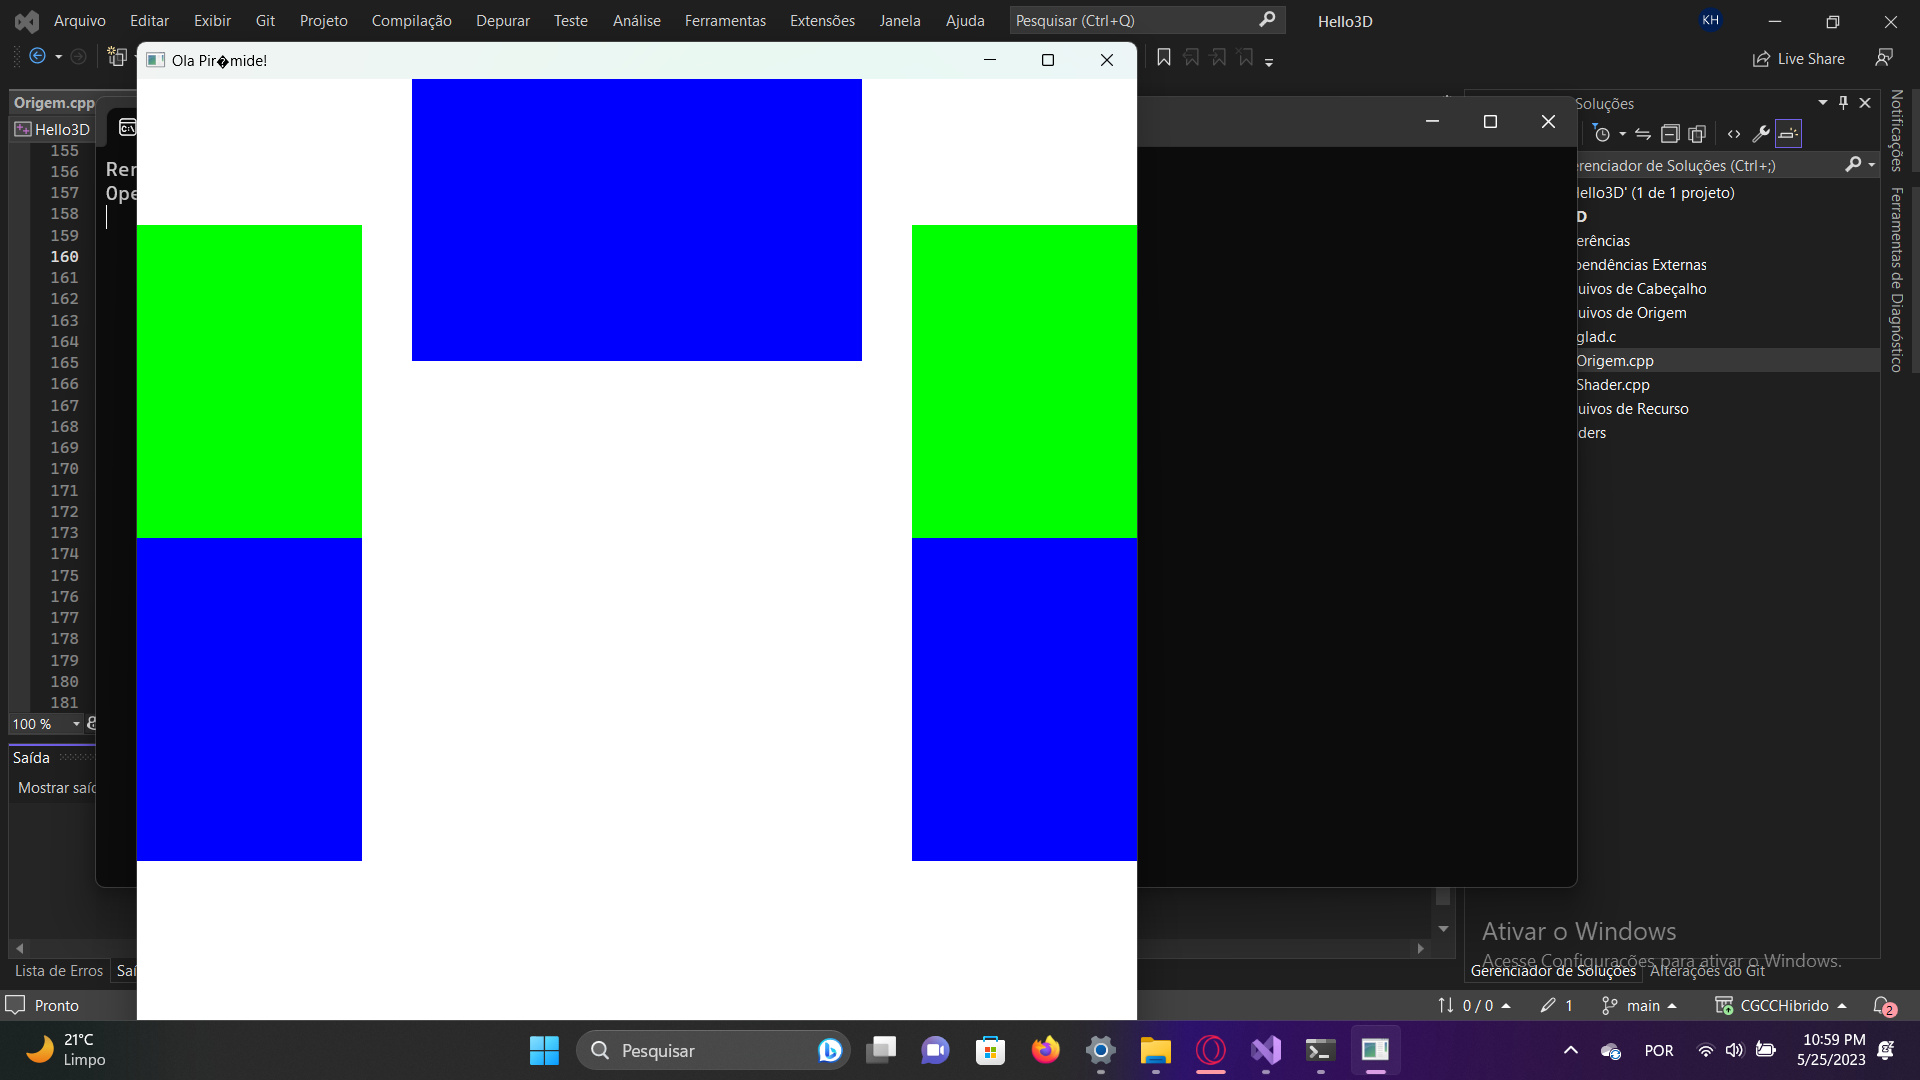 Arquivo Editar Exibir Git Projeto Compilação Depurar Teste Análise Ferramentas Extensões Janela Ajuda Pesquisar (Ctrl+Q) Hello3D KH
Live Share
Ola Pir�mide!
Origem.cpp
Hello3D
155
156
157
158
159
160
161
162
163
164
165
166
167
168
169
170
171
172
173
174
175
176
177
178
179
180
181
Rer
Ope
100 %
Saída
Mostrar saíd
Soluções
erenciador de Soluções (Ctrl+;)
ello3D' (1 de 1 projeto)
D
erências
pendências Externas
uivos de Cabeçalho
uivos de Origem
glad.c
Origem.cpp
Shader.cpp
uivos de Recurso
ders
Notificações
Ferramentas de Diagnóstico
Ativar o Windows
Acesse Configurações para ativar o Windows.
Lista de Erros Saí
Gerenciador de Soluções Alterações do Git
Pronto
0 / 0 1 main CGCCHibrido 2
21°C
Limpo
Pesquisar
POR
10:59 PM
5/25/2023